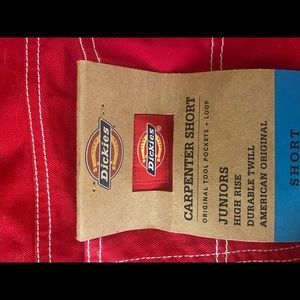 Dickies
Dickies
CARPENTER SHORT
ORIGINAL TOOL POCKETS + LOOP
JUNIORS
HIGH RISE
DURABLE TWILL
AMERICAN ORIGINAL
SHORT